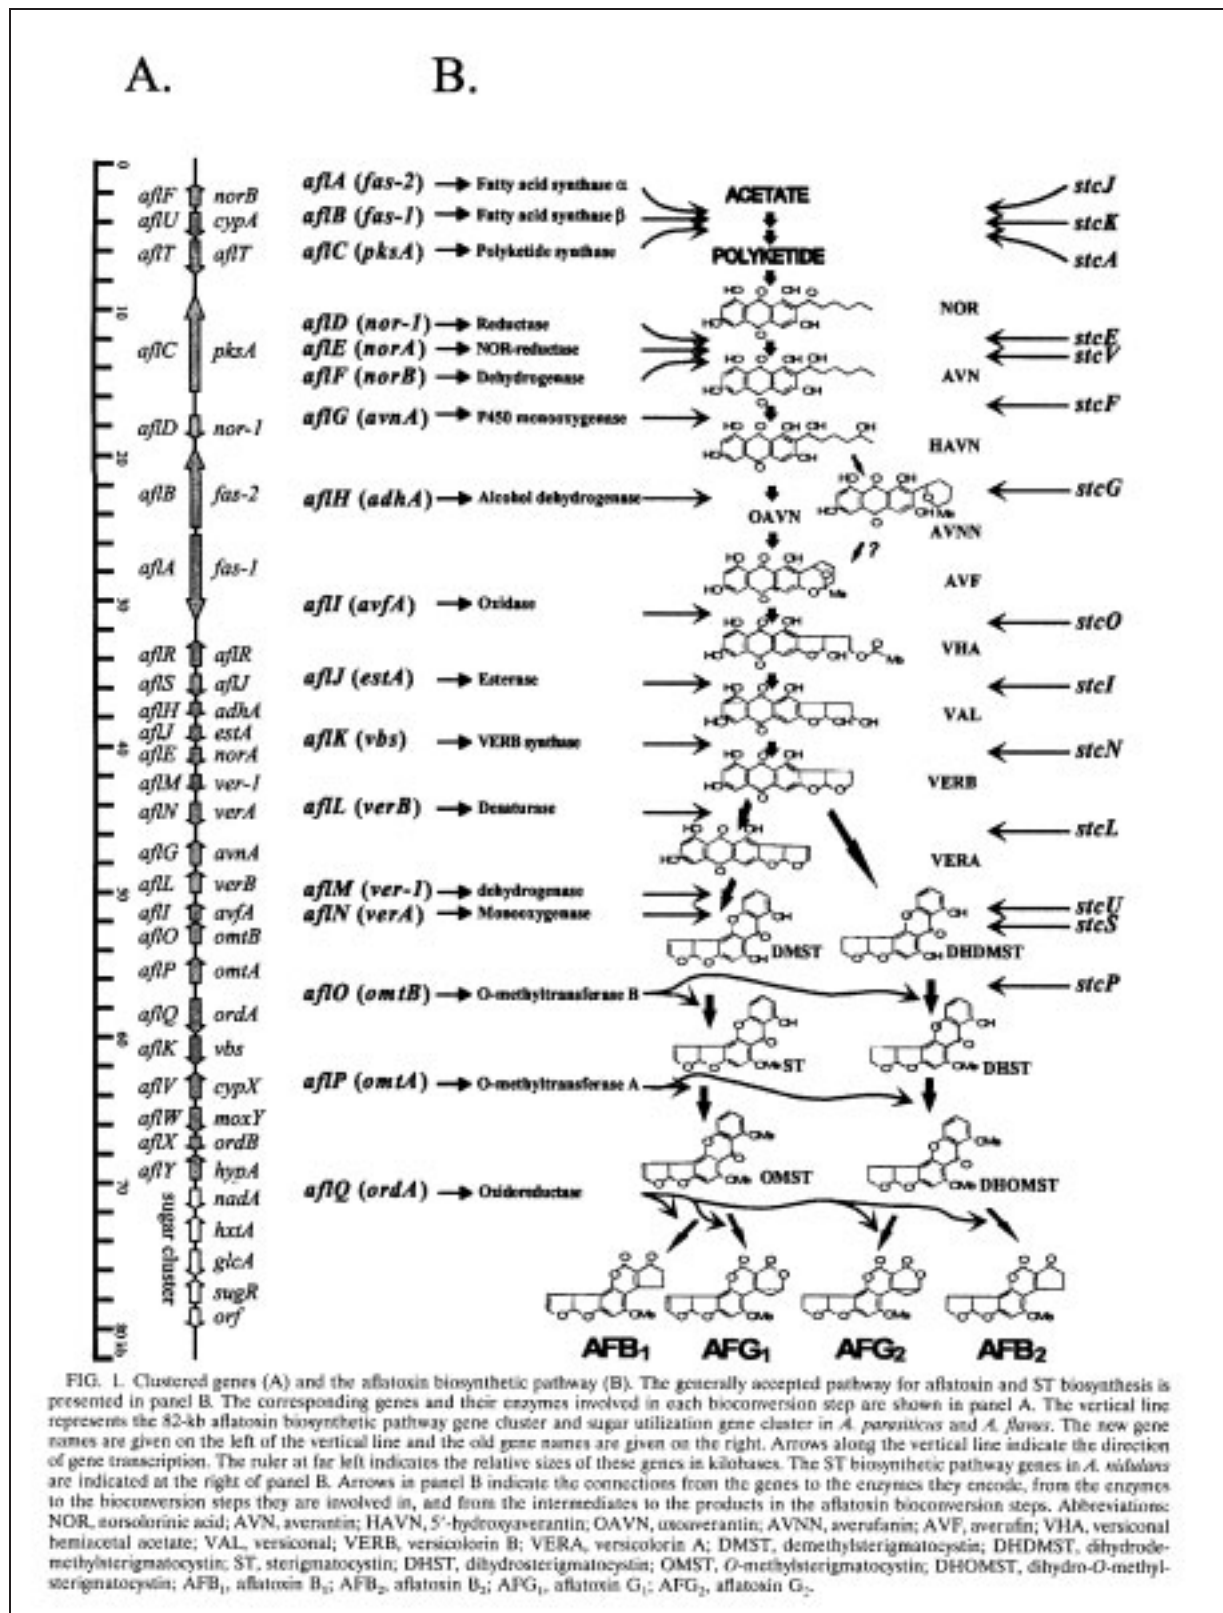 A.
B.
0
10
20
30
40
50
60
70
80 kb
aflF norB
aflU cypA
aflT aflT
aflC pksA
aflD nor-1
aflB fas-2
aflA fas-1
aflR aflR
aflS aflJ
aflH adhA
aflJ estA
aflE norA
aflM ver-1
aflN verA
aflG avnA
aflL verB
aflI avfA
aflO omtB
aflP omtA
aflQ ordA
aflK vbs
aflV cypX
aflW moxY
aflX ordB
aflY hypA
sugar cluster
nadA
hxtA
glcA
sugR
orf
aflA (fas-2) Fatty acid synthase α
aflB (fas-1) Fatty acid synthase β
aflC (pksA) Polyketide synthase
aflD (nor-1) Reductase
aflE (norA) NOR-reductase
aflF (norB) Dehydrogenase
aflG (avnA) P450 monooxygenase
aflH (adhA) Alcohol dehydrogenase
aflI (avfA) Oxidase
aflJ (estA) Esterase
aflK (vbs) VERB synthase
aflL (verB) Desaturase
aflM (ver-1) dehydrogenase
aflN (verA) Monooxygenase
aflO (omtB) O-methyltransferase B
aflP (omtA) O-methyltransferase A
aflQ (ordA) Oxidoreductase
ACETATE
POLYKETIDE
NOR
AVN
HAVN
OAVN
AVNN
?
AVF
VHA
VAL
VERB
VERA
DMST DHDMST
ST DHST
OMST DHOMST
AFB1 AFG1 AFG2 AFB2
stcJ
stcK
stcA
stcE
stcV
stcF
stcG
stcO
stcI
stcN
stcL
stcU
stcS
stcP
FIG. 1. Clustered genes (A) and the aflatoxin biosynthetic pathway (B). The generally accepted pathway for aflatoxin and ST biosynthesis is
presented in panel B. The corresponding genes and their enzymes involved in each bioconversion step are shown in panel A. The vertical line
represents the 82-kb aflatoxin biosynthetic pathway gene cluster and sugar utilization gene cluster in A. parasiticus and A. flavus. The new gene
names are given on the left of the vertical line and the old gene names are given on the right. Arrows along the vertical line indicate the direction
of gene transcription. The ruler at far left indicates the relative sizes of these genes in kilobases. The ST biosynthetic pathway genes in A. nidulans
are indicated at the right of panel B. Arrows in panel B indicate the connections from the genes to the enzymes they encode, from the enzymes
to the bioconversion steps they are involved in, and from the intermediates to the products in the aflatoxin bioconversion steps. Abbreviations:
NOR, norsolorinic acid; AVN, averantin; HAVN, 5′-hydroxyaverantin; OAVN, oxoaverantin; AVNN, averufanin; AVF, averufin; VHA, versiconal
hemiacetal acetate; VAL, versiconal; VERB, versicolorin B; VERA, versicolorin A; DMST, demethylsterigmatocystin; DHDMST, dihydrode-
methylsterigmatocystin; ST, sterigmatocystin; DHST, dihydrosterigmatocystin; OMST, O-methylsterigmatocystin; DHOMST, dihydro-O-methyl-
sterigmatocystin; AFB1, aflatoxin B1; AFB2, aflatoxin B2; AFG1, aflatoxin G1; AFG2, aflatoxin G2.